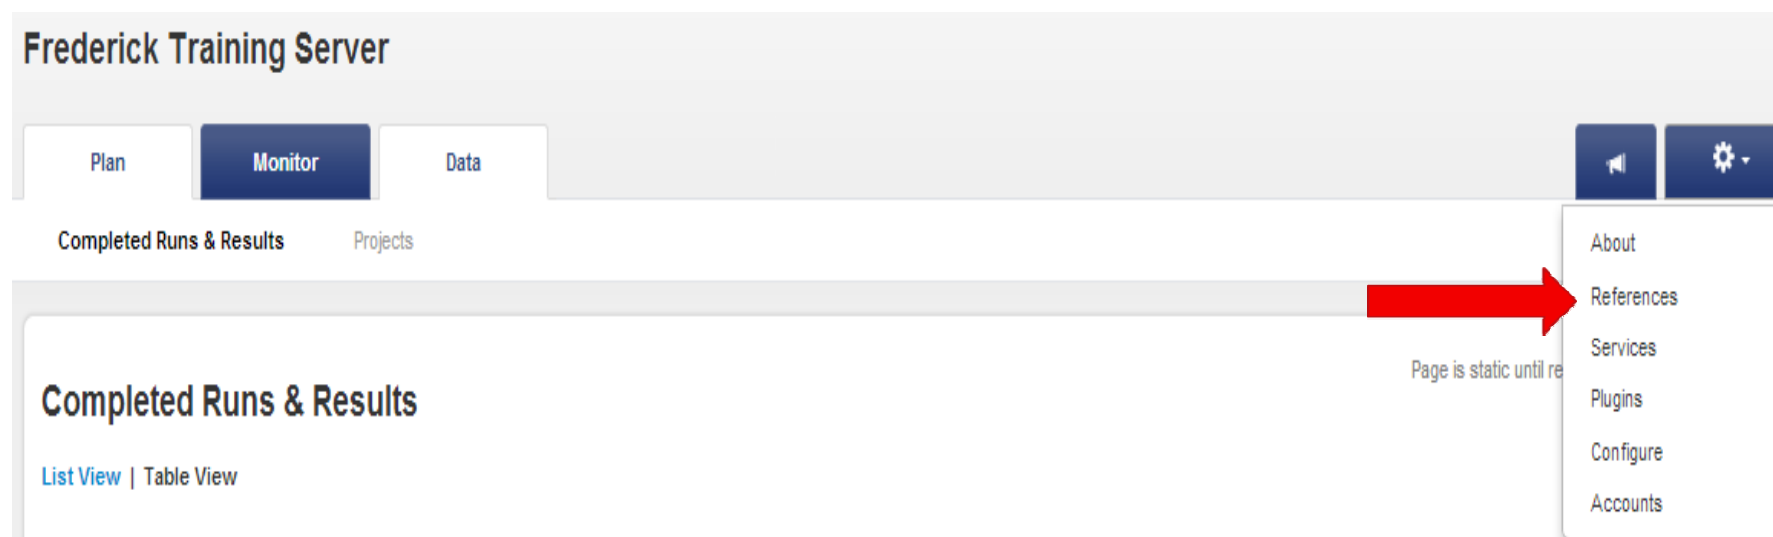 Frederick Training Server
Plan Monitor Data
Completed Runs & Results Projects
About
References
Services
Page is static until re
Plugins
Completed Runs & Results
Configure
List View | Table View
Accounts